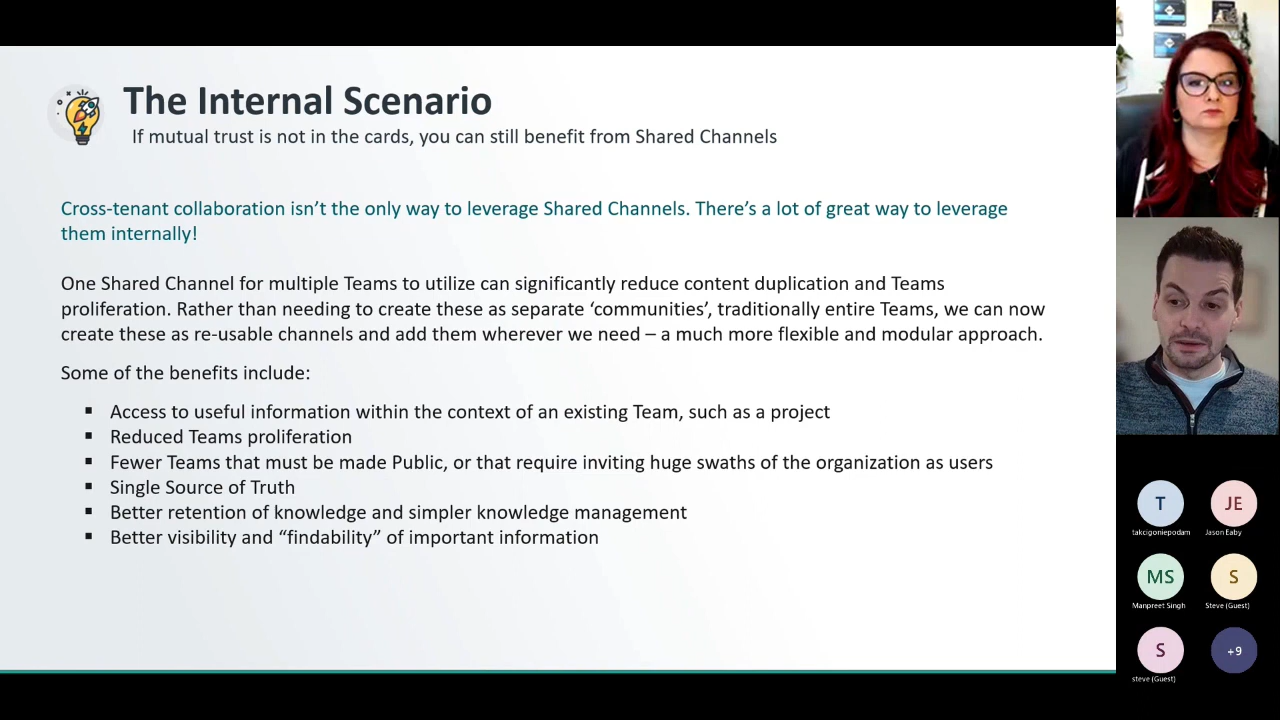 The Internal Scenario
If mutual trust is not in the cards, you can still benefit from Shared Channels
Cross-tenant collaboration isn’t the only way to leverage Shared Channels. There’s a lot of great way to leverage
them internally!
One Shared Channel for multiple Teams to utilize can significantly reduce content duplication and Teams
proliferation. Rather than needing to create these as separate ‘communities’, traditionally entire Teams, we can now
create these as re-usable channels and add them wherever we need – a much more flexible and modular approach.
Some of the benefits include:
▪ Access to useful information within the context of an existing Team, such as a project
▪ Reduced Teams proliferation
▪ Fewer Teams that must be made Public, or that require inviting huge swaths of the organization as users
▪ Single Source of Truth
▪ Better retention of knowledge and simpler knowledge management
▪ Better visibility and “findability” of important information
T
JE
takcigoniepodam
Jason Eaby
MS
S
Manpreet Singh
Steve (Guest)
S
+9
steve (Guest)